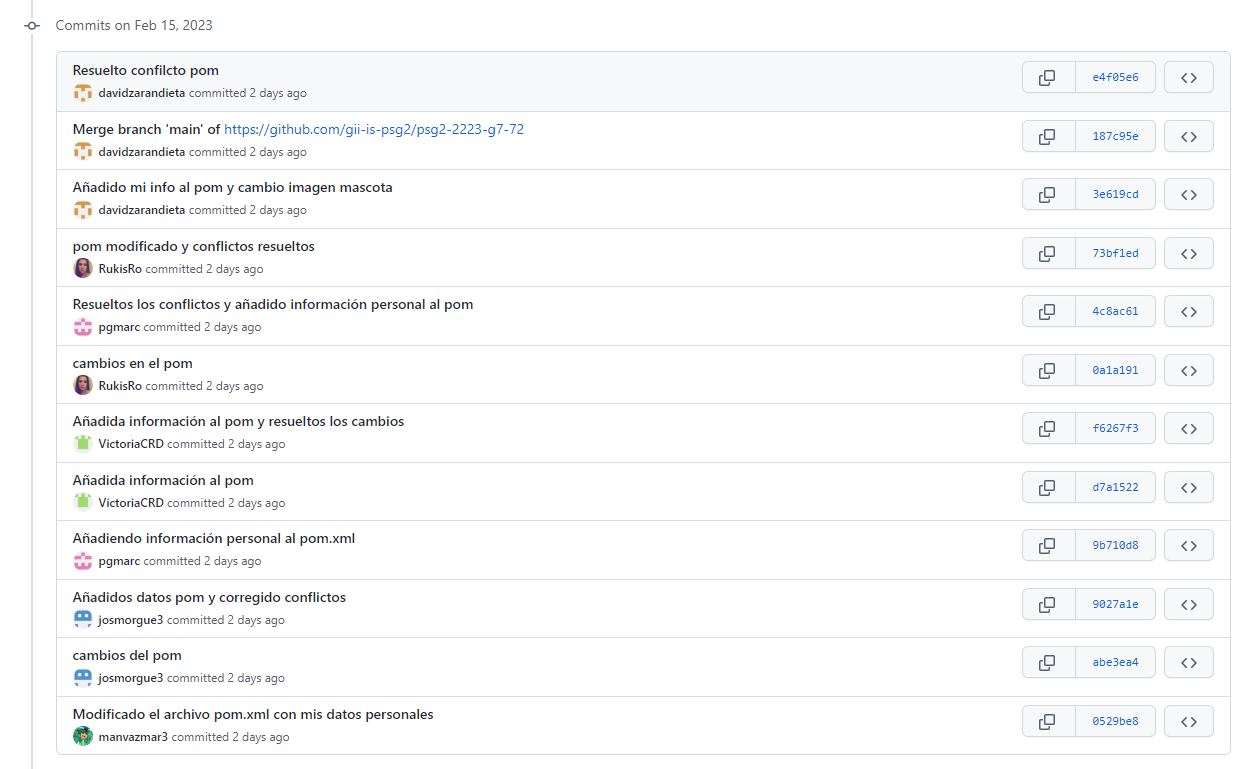 Commits on Feb 15, 2023
Resuelto confilcto pom
davidzarandieta committed 2 days ago
e4f05e6
Merge branch 'main' of https://github.com/gii-is-psg2/psg2-2223-g7-72
davidzarandieta committed 2 days ago
187c95e
Añadido mi info al pom y cambio imagen mascota
davidzarandieta committed 2 days ago
3e619cd
pom modificado y conflictos resueltos
RukisRo committed 2 days ago
73bf1ed
Resueltos los conflictos y añadido información personal al pom
pgmarc committed 2 days ago
4c8ac61
cambios en el pom
RukisRo committed 2 days ago
0a1a191
Añadida información al pom y resueltos los cambios
VictoriaCRD committed 2 days ago
f6267f3
Añadida información al pom
VictoriaCRD committed 2 days ago
d7a1522
Añadiendo información personal al pom.xml
pgmarc committed 2 days ago
9b710d8
Añadidos datos pom y corregido conflictos
josmorgue3 committed 2 days ago
9027a1e
cambios del pom
josmorgue3 committed 2 days ago
abe3ea4
Modificado el archivo pom.xml con mis datos personales
manvazmar3 committed 2 days ago
0529be8